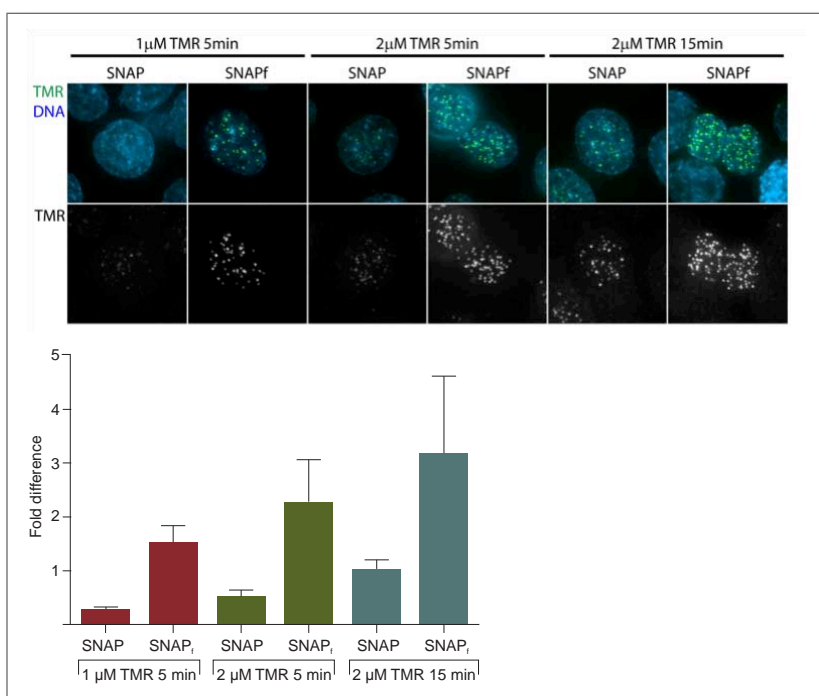 1μM TMR 5min 2μM TMR 5min 2μM TMR 15min
SNAP SNAPf SNAP SNAPf SNAP SNAPf
TMR
DNA
TMR
5
4
3
2
1
Fold difference
SNAP SNAPf SNAP SNAPf SNAP SNAPf
1 µM TMR 5 min 2 µM TMR 5 min 2 µM TMR 15 min